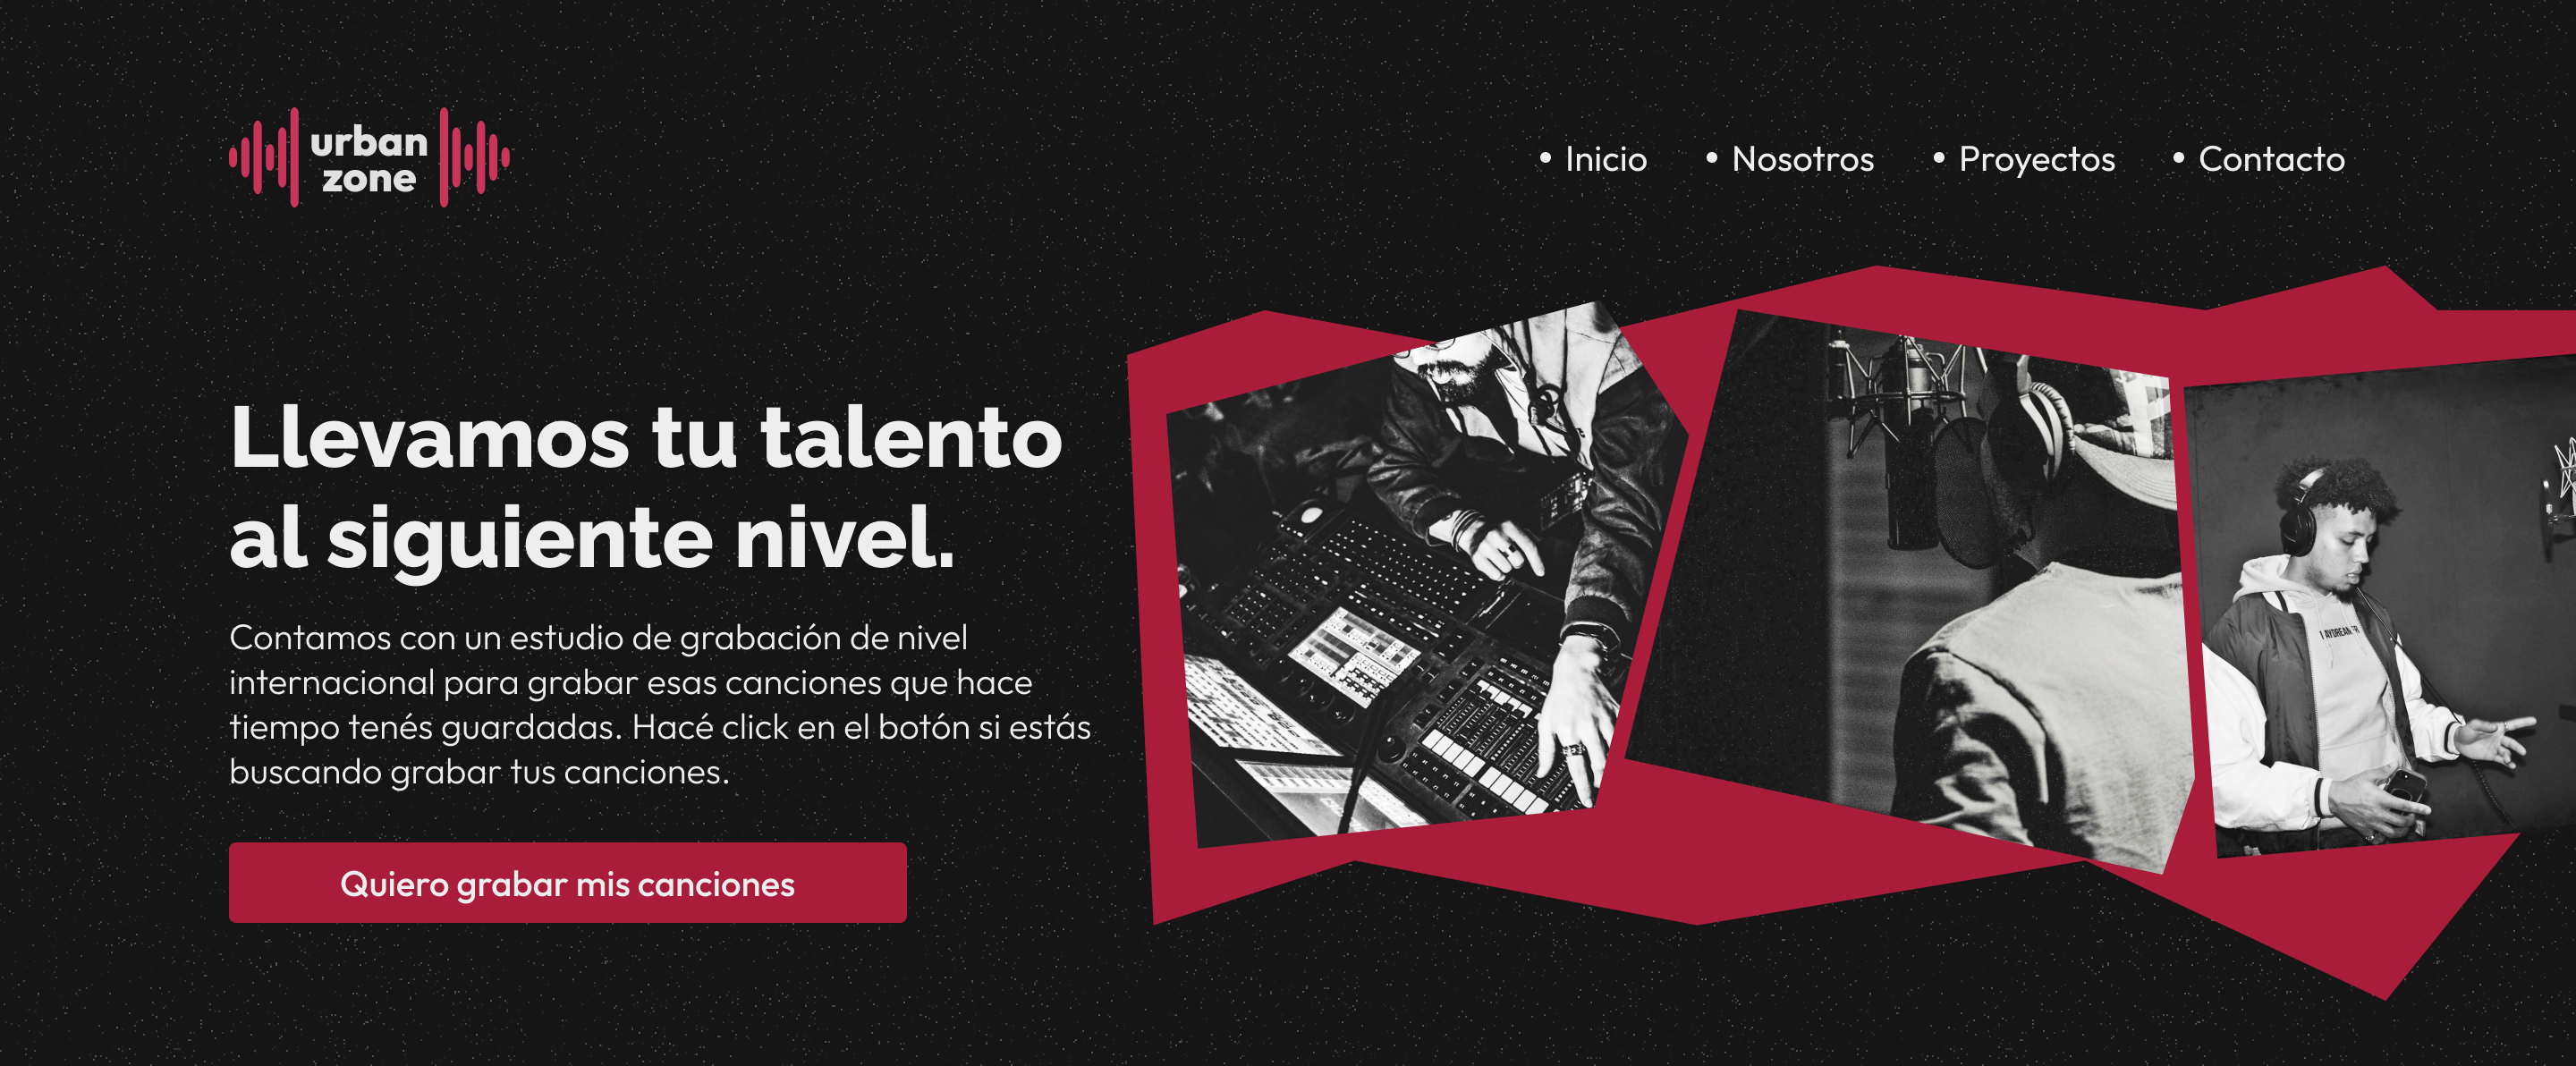 urban
zone
• Inicio • Nosotros • Proyectos • Contacto
Llevamos tu talento
al siguiente nivel.
Contamos con un estudio de grabación de nivel
internacional para grabar esas canciones que hace
tiempo tenés guardadas. Hacé click en el botón si estás
buscando grabar tus canciones.
Quiero grabar mis canciones